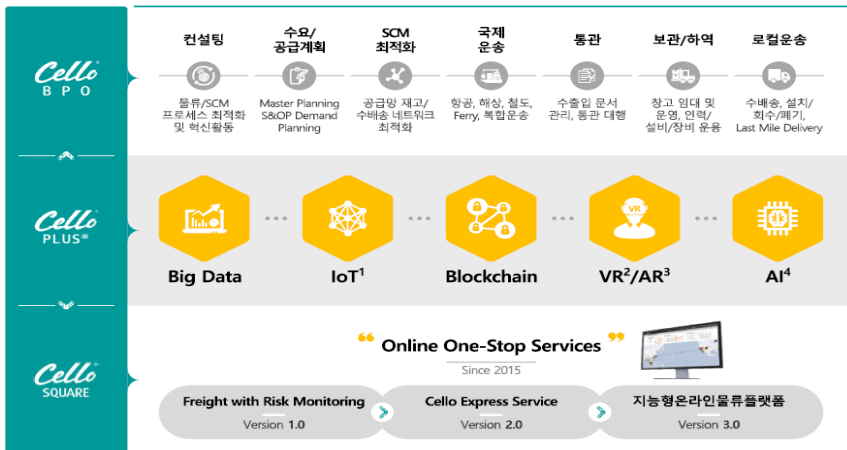 Cello
BPO
컨설팅
물류/SCM
프로세스 최적화
및 혁신활동
수요/
공급계획
Master Planning
S&OP Demand
Planning
SCM
최적화
공급망 재고/
수배송 네트워크
최적화
국제
운송
항공, 해상, 철도,
Ferry, 복합운송
통관
수출입 문서
관리, 통관 대행
보관/하역
창고 임대 및
운영, 인력/
설비/장비 운용
로컬운송
수배송, 설치/
회수/폐기,
Last Mile Delivery
Cello
PLUS
Big Data
IoT¹
Blockchain
VR
VR²/AR³
AI⁴
Cello
SQUARE
“ Online One-Stop Services ”
Since 2015
Freight with Risk Monitoring
Version 1.0
Cello Express Service
Version 2.0
지능형온라인물류플랫폼
Version 3.0